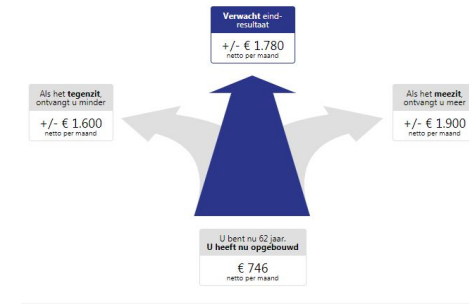 Verwacht eind-
resultaat
+/- € 1.780
netto per maand
Als het tegenzit,
ontvangt u minder
+/- € 1.600
netto per maand
Als het meezit,
ontvangt u meer
+/- € 1.900
netto per maand
U bent nu 62 jaar.
U heeft nu opgebouwd
€ 746
netto per maand